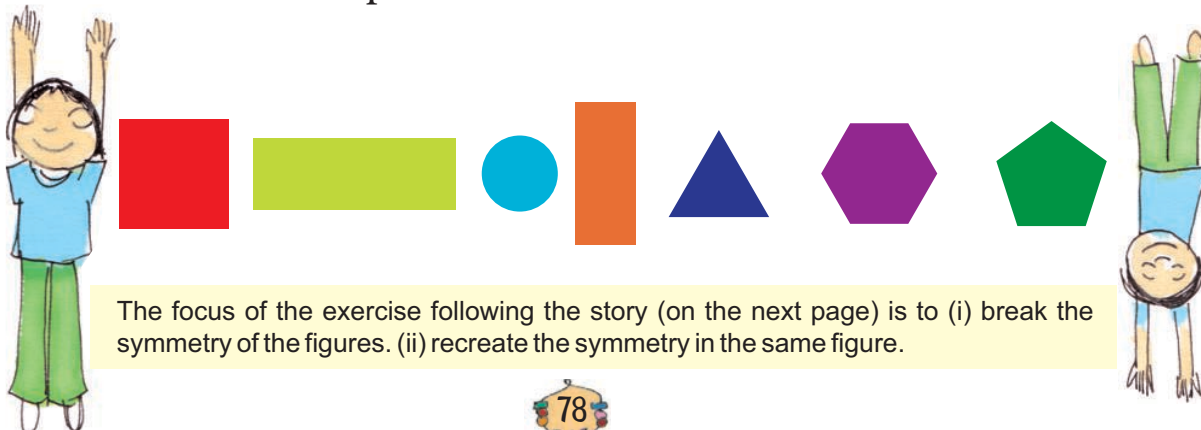 The focus of the exercise following the story (on the next page) is to (i) break the
symmetry of the figures. (ii) recreate the symmetry in the same figure.
78